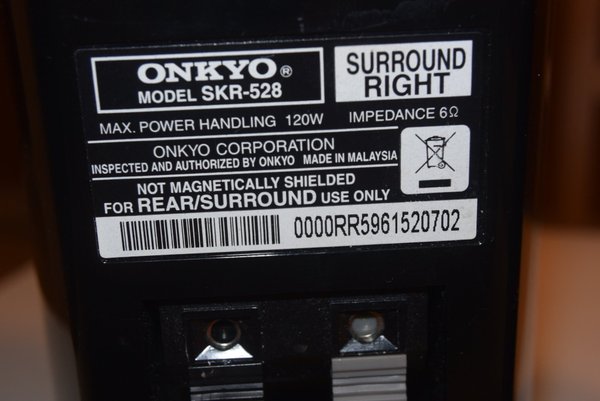 ONKYO®
MODEL SKR-528
SURROUND
RIGHT
MAX. POWER HANDLING 120W IMPEDANCE 6Ω
ONKYO CORPORATION
INSPECTED AND AUTHORIZED BY ONKYO MADE IN MALAYSIA
NOT MAGNETICALLY SHIELDED
FOR REAR/SURROUND USE ONLY
0000RR5961520702